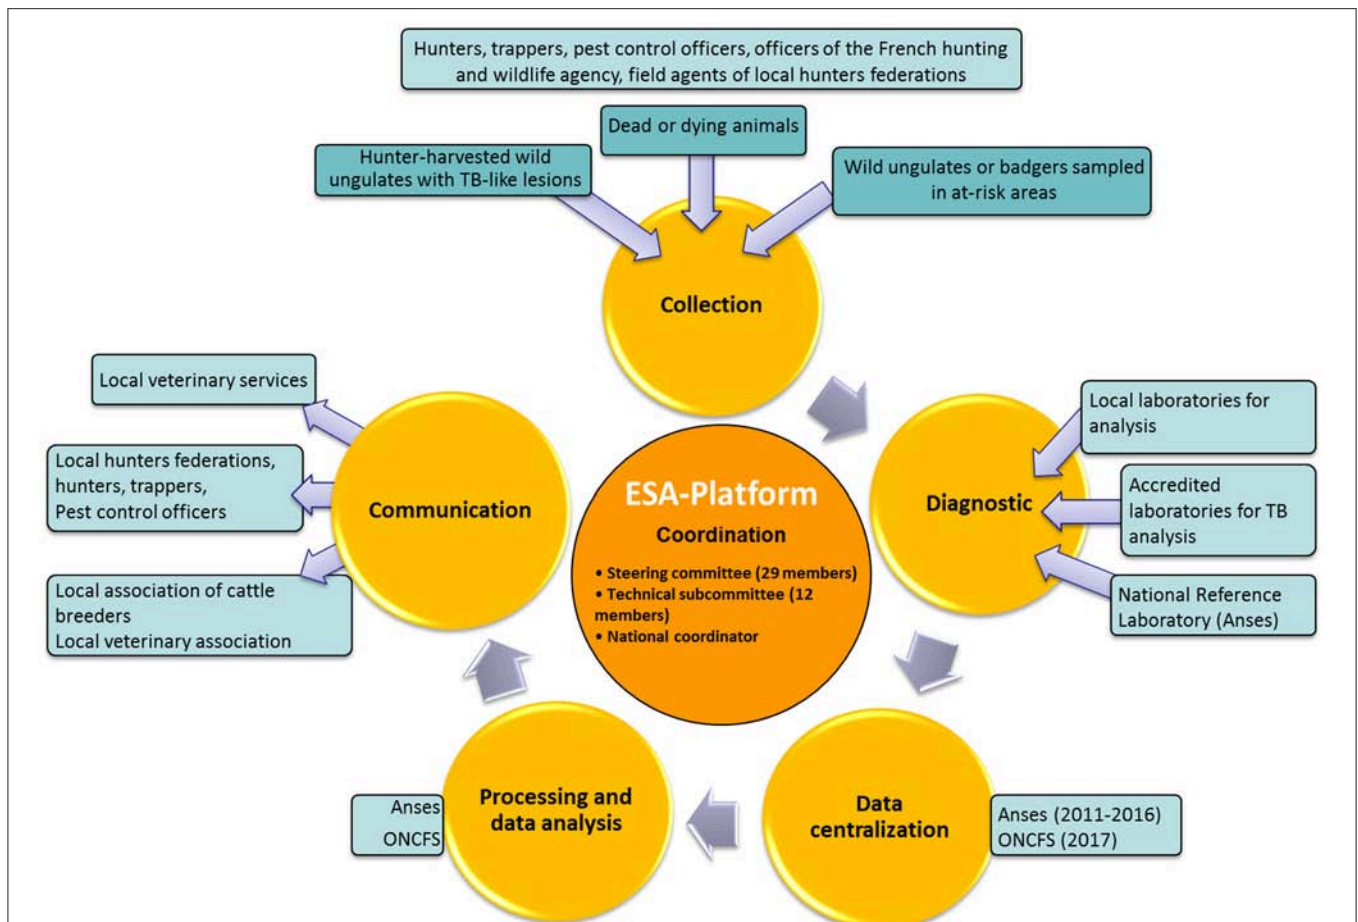 Hunters, trappers, pest control officers, officers of the French hunting
and wildlife agency, field agents of local hunters federations
Dead or dying animals
Hunter-harvested wild
ungulates with TB-like lesions
Wild ungulates or badgers sampled
in at-risk areas
Collection
Local veterinary services
Local hunters federations,
hunters, trappers,
Pest control officers
Local association of cattle
breeders
Local veterinary association
Communication
ESA-Platform
Coordination
• Steering committee (29 members)
• Technical subcommittee (12
members)
• National coordinator
Diagnostic
Local laboratories for
analysis
Accredited
laboratories for TB
analysis
National Reference
Laboratory (Anses)
Anses
ONCFS
Processing and
data analysis
Data
centralization
Anses (2011-2016)
ONCFS (2017)